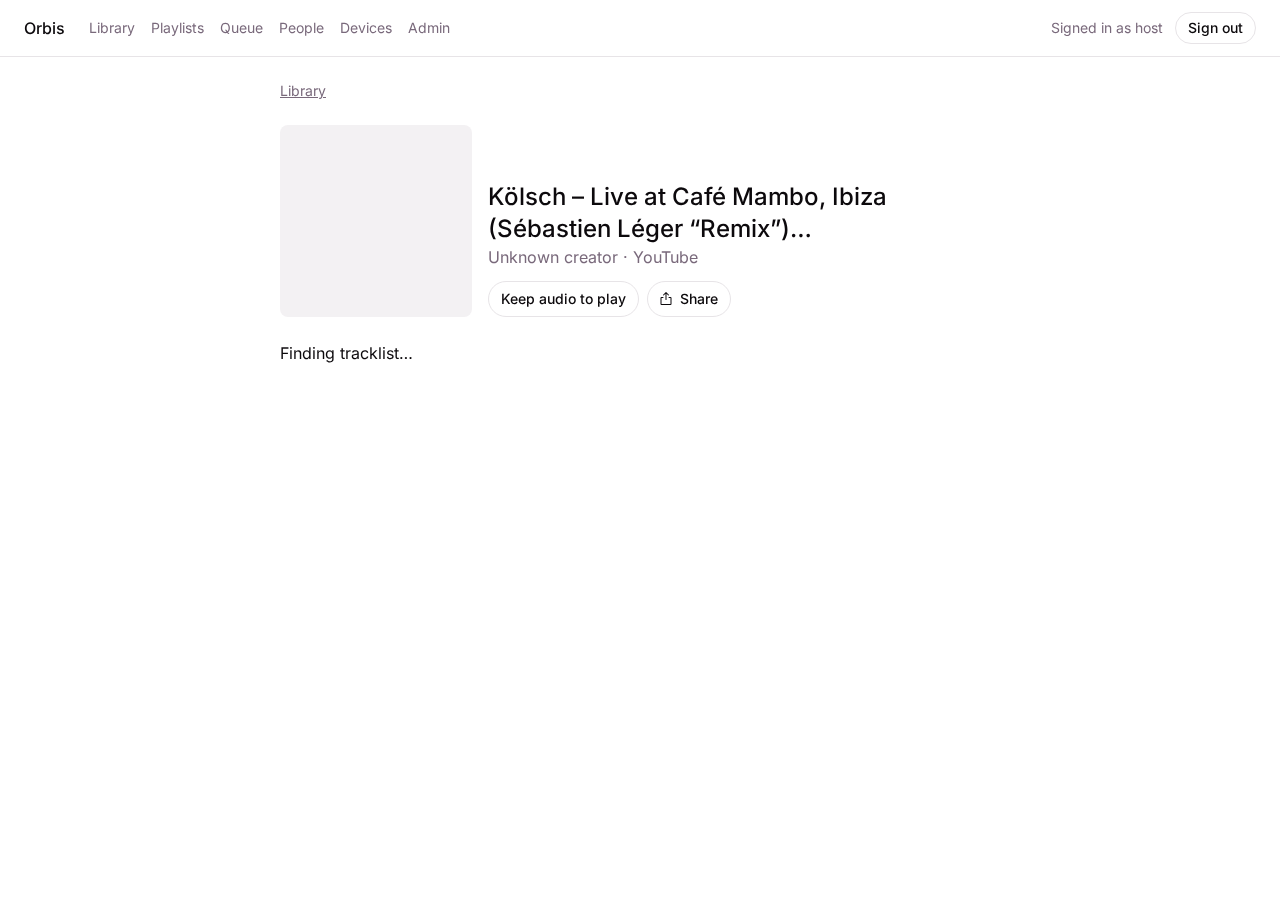 Orbis Library Playlists Queue People Devices Admin Signed in as host Sign out
Library
Kölsch – Live at Café Mambo, Ibiza
(Sébastien Léger “Remix”)…
Unknown creator · YouTube
Keep audio to play Share
Finding tracklist…